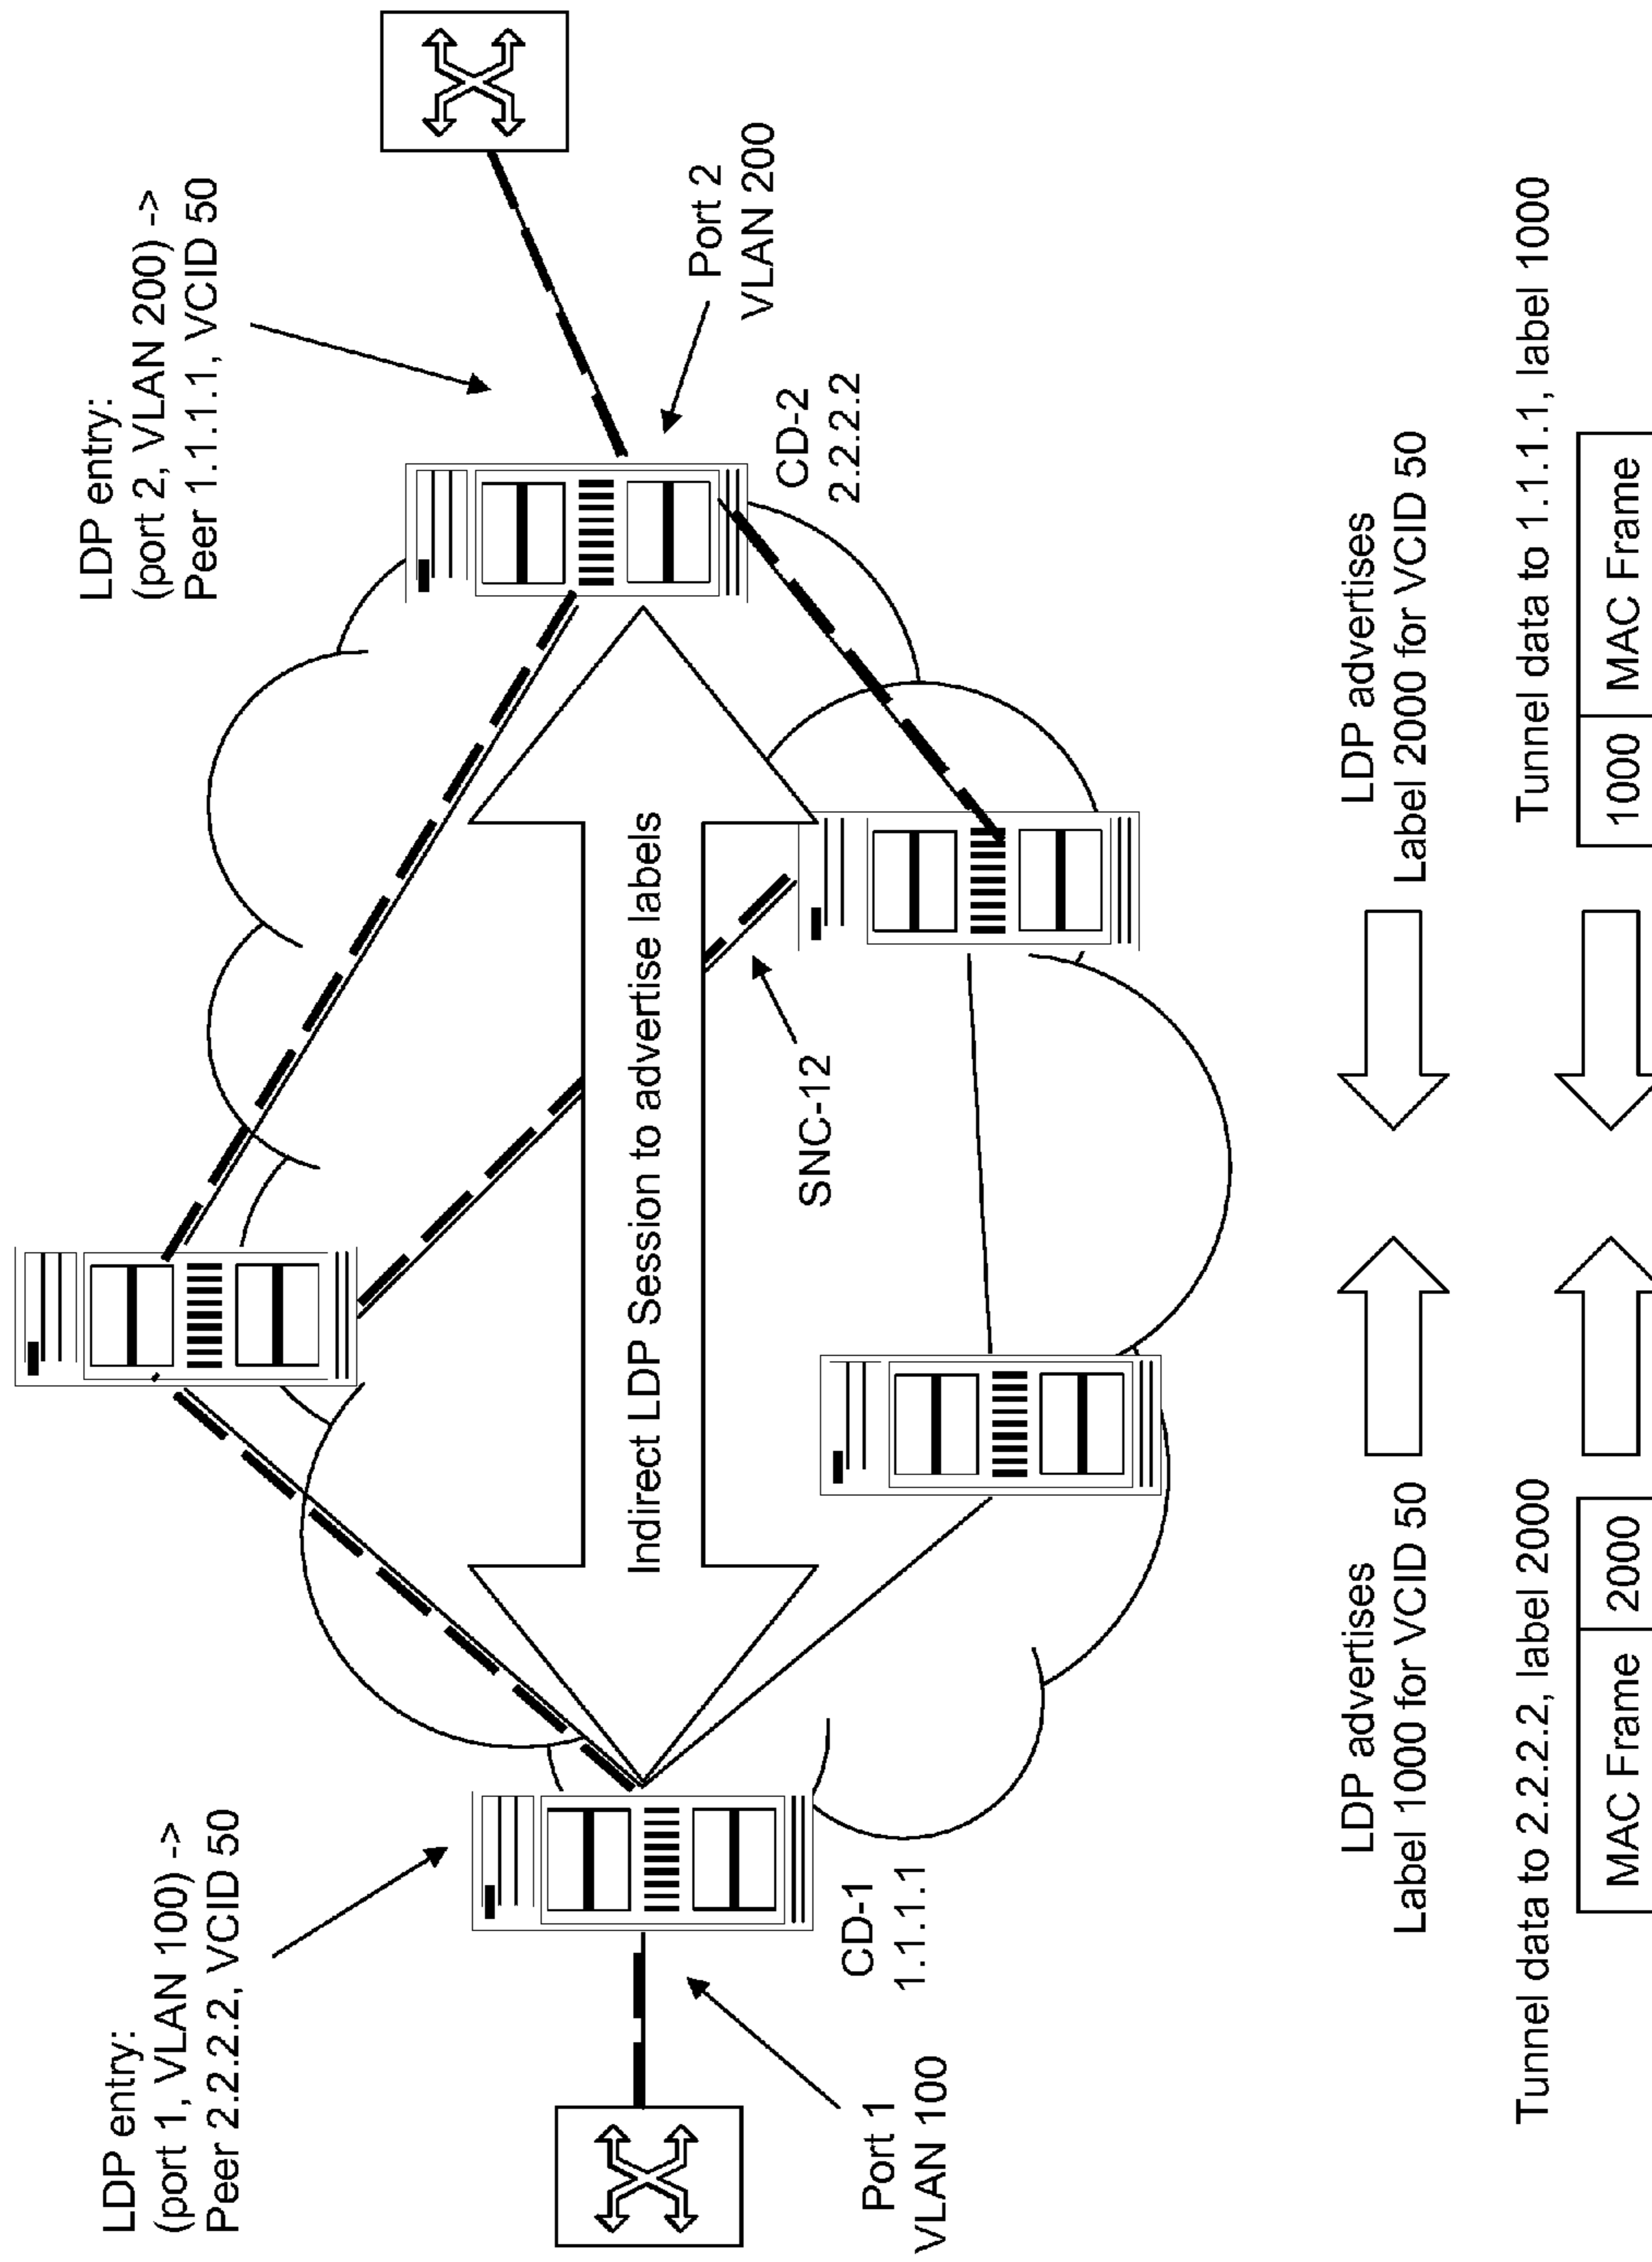 LDP entry:
(port 1, VLAN 100) ->
Peer 2.2.2.2, VCID 50
LDP entry:
(port 2, VLAN 200) ->
Peer 1.1.1.1, VCID 50
Indirect LDP Session to advertise labels
Port 1
VLAN 100
CD-1
1.1.1.1
SNC-12
CD-2
2.2.2.2
Port 2
VLAN 200
LDP advertises
Label 1000 for VCID 50
LDP advertises
Label 2000 for VCID 50
Tunnel data to 2.2.2.2, label 2000
Tunnel data to 1.1.1.1, label 1000
MAC Frame 2000
1000 MAC Frame